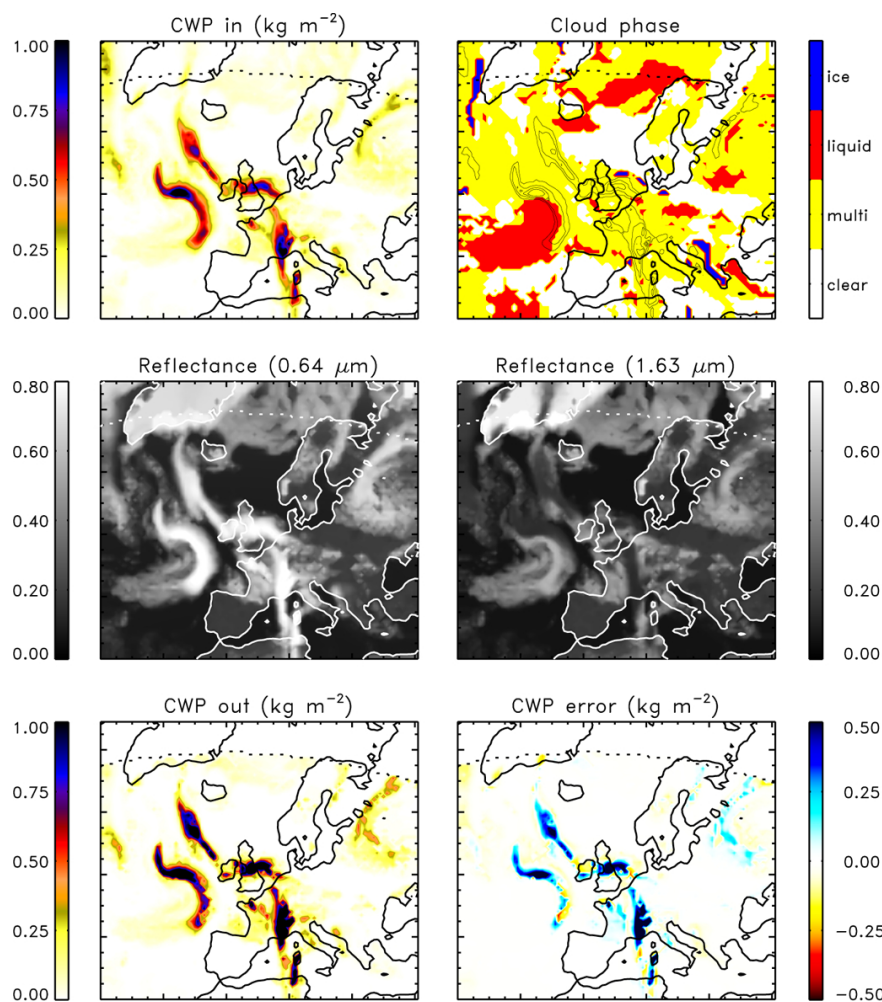 CWP in (kg m⁻²)
Cloud phase
1.00
0.75
0.50
0.25
0.00
ice
liquid
multi
clear
Reflectance (0.64 μm)
Reflectance (1.63 μm)
0.80
0.60
0.40
0.20
0.00
0.80
0.60
0.40
0.20
0.00
CWP out (kg m⁻²)
CWP error (kg m⁻²)
1.00
0.75
0.50
0.25
0.00
0.50
0.25
0.00
−0.25
−0.50